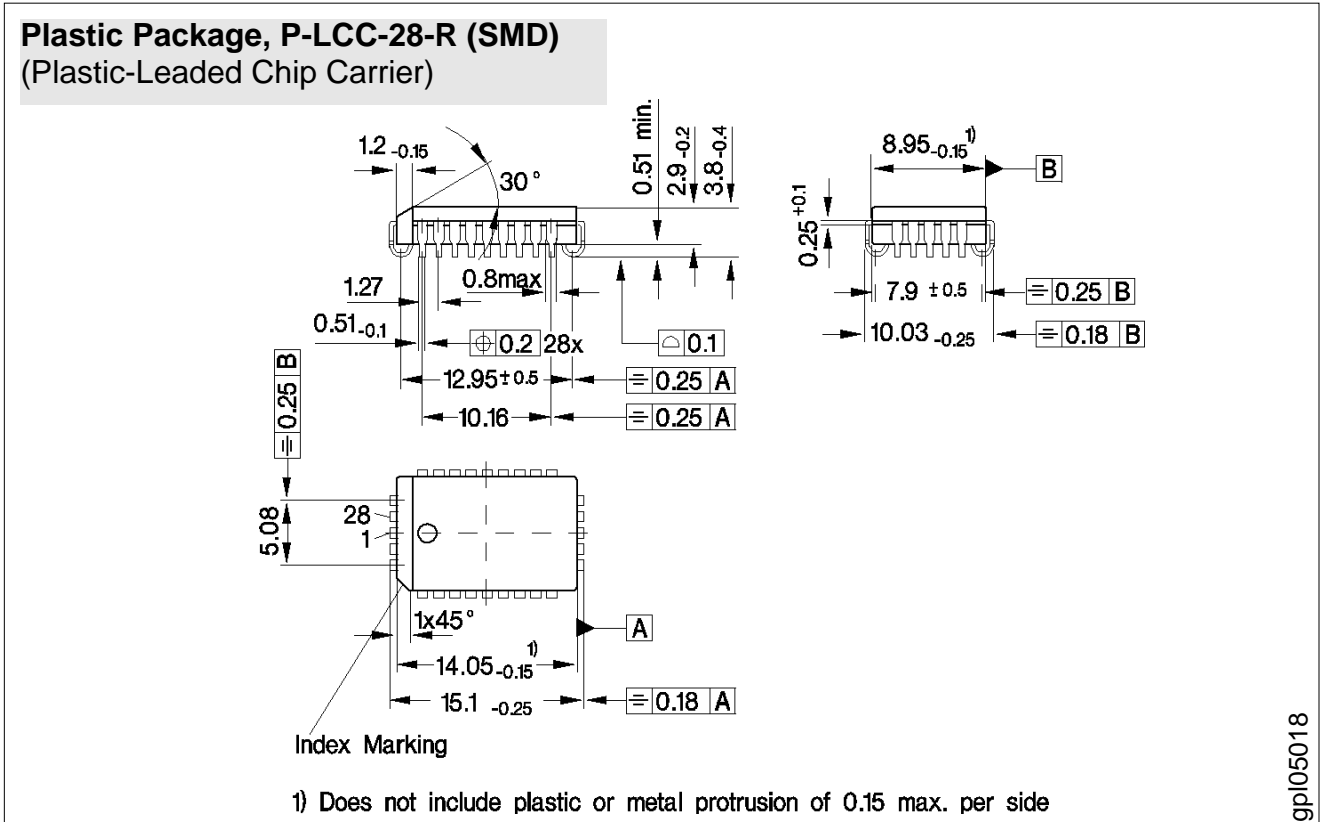 Plastic Package, P-LCC-28-R (SMD)
(Plastic-Leaded Chip Carrier)
1.2 -0.15
30°
0.51 min.
2.9 -0.2
3.8 -0.4
8.95 -0.15 1)
B
0.25 +0.1
1.27
0.8max
0.51 -0.1
⌖ 0.2 28x
⌓ 0.1
12.95 ±0.5
⌯ 0.25 A
10.16
⌯ 0.25 A
7.9 ±0.5
⌯ 0.25 B
10.03 -0.25
⌯ 0.18 B
⌯ 0.25 B
5.08
28
1
1x45°
A
14.05 -0.15 1)
15.1 -0.25
⌯ 0.18 A
Index Marking
1) Does not include plastic or metal protrusion of 0.15 max. per side
gpl05018